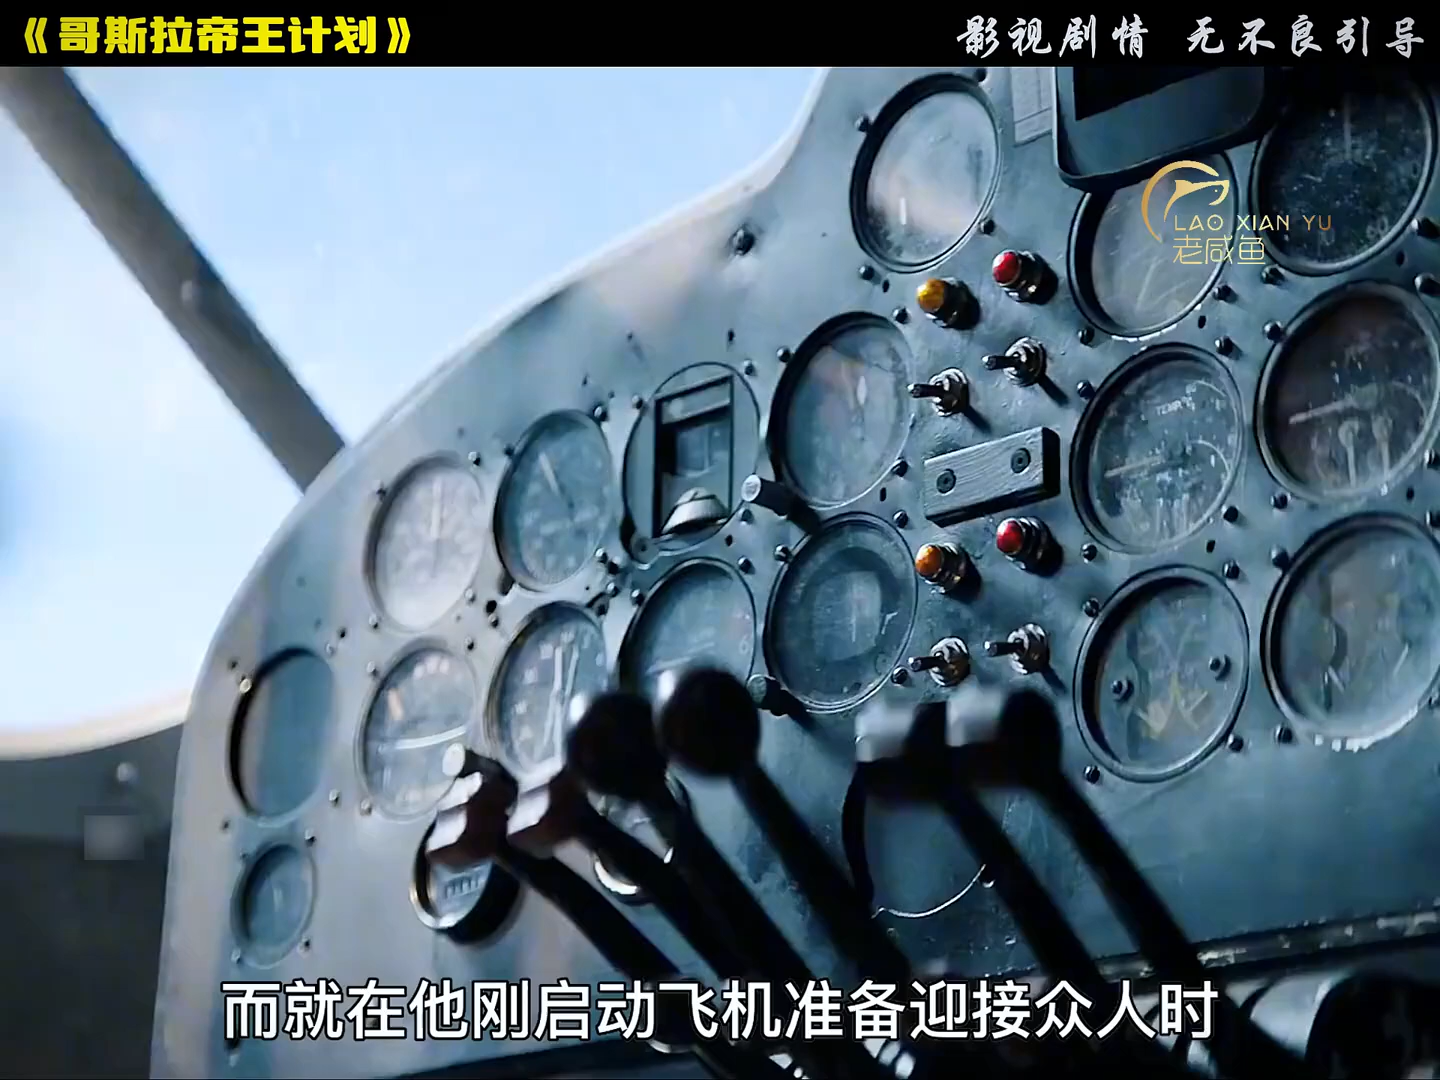 《哥斯拉帝王计划》
影视剧情 无不良引导
LAO XIAN YU
老咸鱼
TEMP °C
而就在他刚启动飞机准备迎接众人时